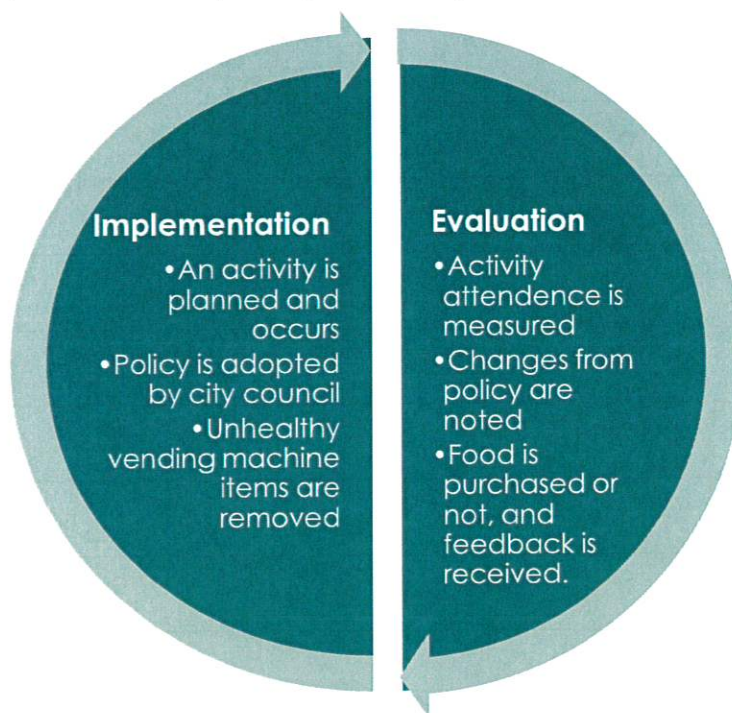 Implementation
•An activity is
planned and
occurs
•Policy is adopted
by city council
•Unhealthy
vending machine
items are
removed
Evaluation
•Activity
attendence is
measured
•Changes from
policy are
noted
•Food is
purchased or
not, and
feedback is
received.